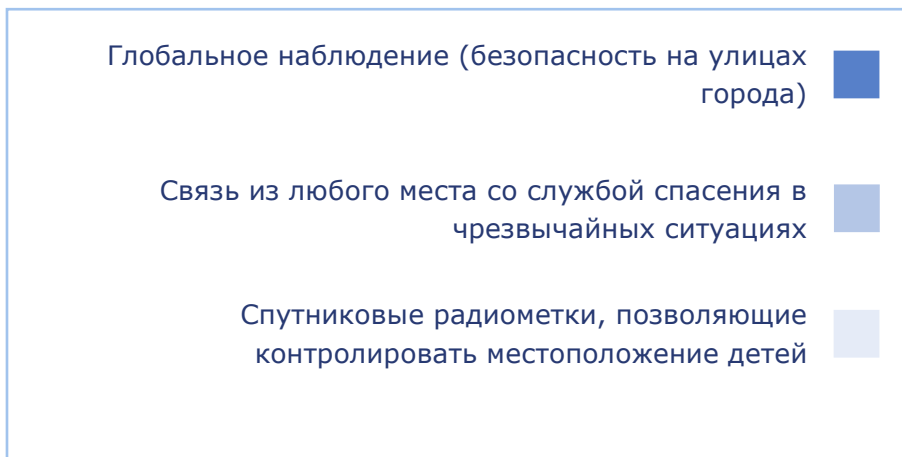 Глобальное наблюдение (безопасность на улицах
города)
Связь из любого места со службой спасения в
чрезвычайных ситуациях
Спутниковые радиометки, позволяющие
контролировать местоположение детей